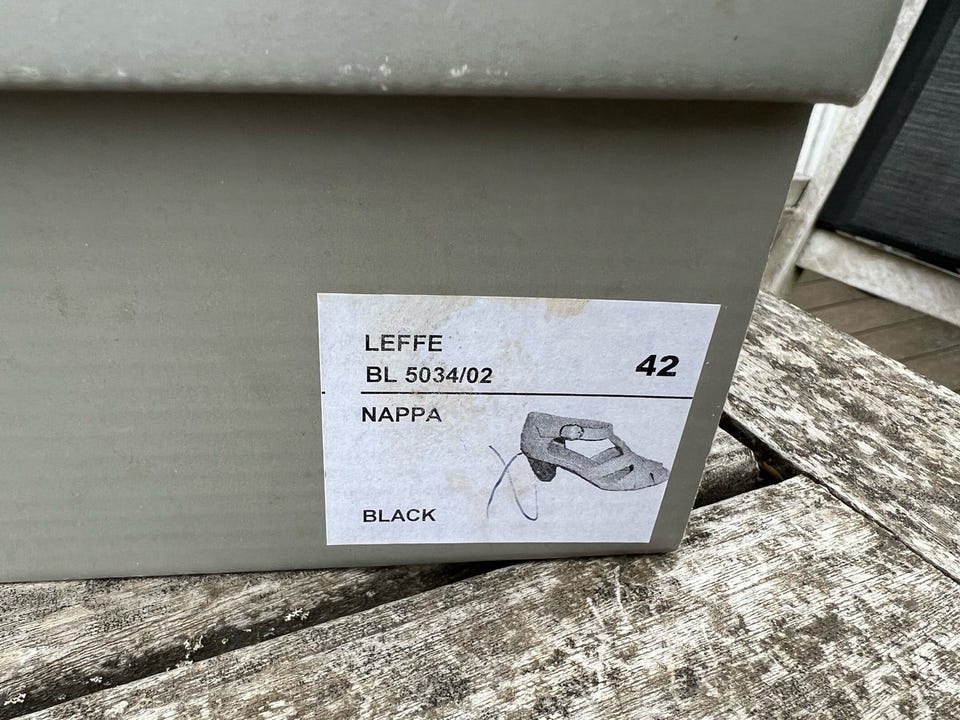 LEFFE
BL 5034/02
42
NAPPA
BLACK